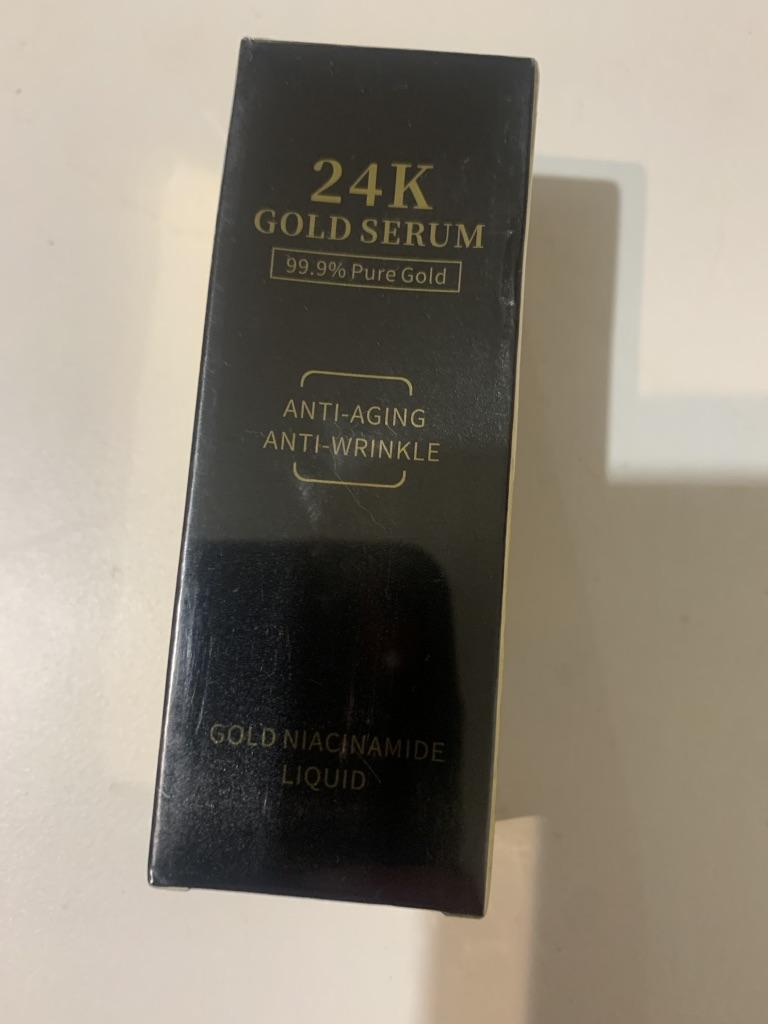 24K
GOLD SERUM
99.9% Pure Gold
ANTI-AGING
ANTI-WRINKLE
GOLD NIACINAMIDE
LIQUID